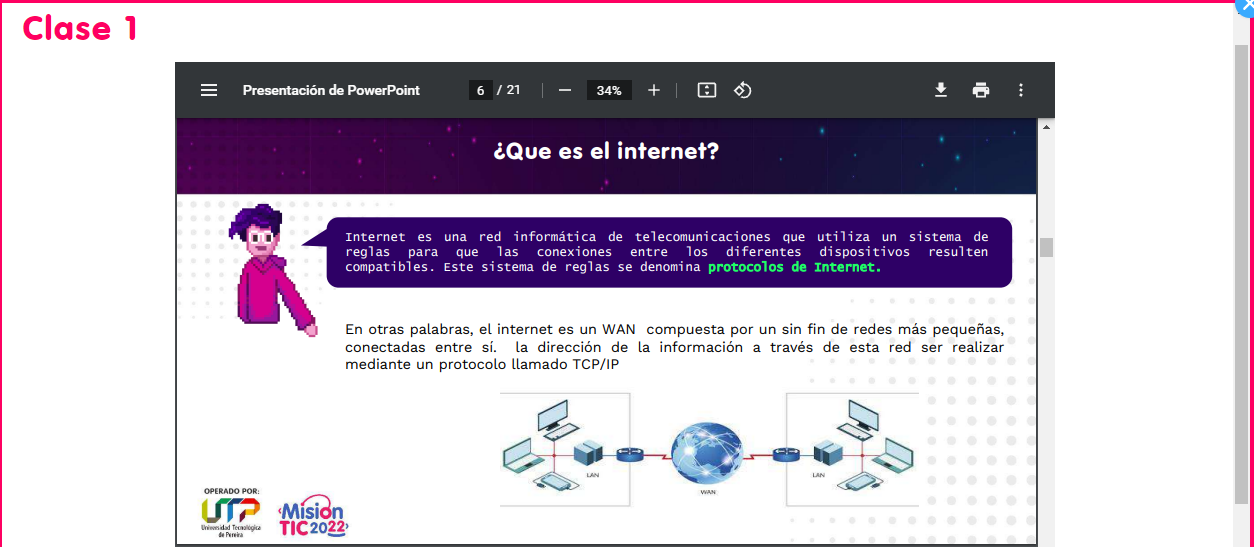 Clase 1
Presentación de PowerPoint
6 / 21
34%
¿Que es el internet?
Internet es una red informática de telecomunicaciones que utiliza un sistema de
reglas para que las conexiones entre los diferentes dispositivos resulten
compatibles. Este sistema de reglas se denomina protocolos de Internet.
En otras palabras, el internet es un WAN compuesta por un sin fin de redes más pequeñas,
conectadas entre sí. la dirección de la información a través de esta red ser realizar
mediante un protocolo llamado TCP/IP
LAN
WAN
LAN
OPERADO POR:
UTP
Universidad Tecnológica
de Pereira
Misión
TIC 2022